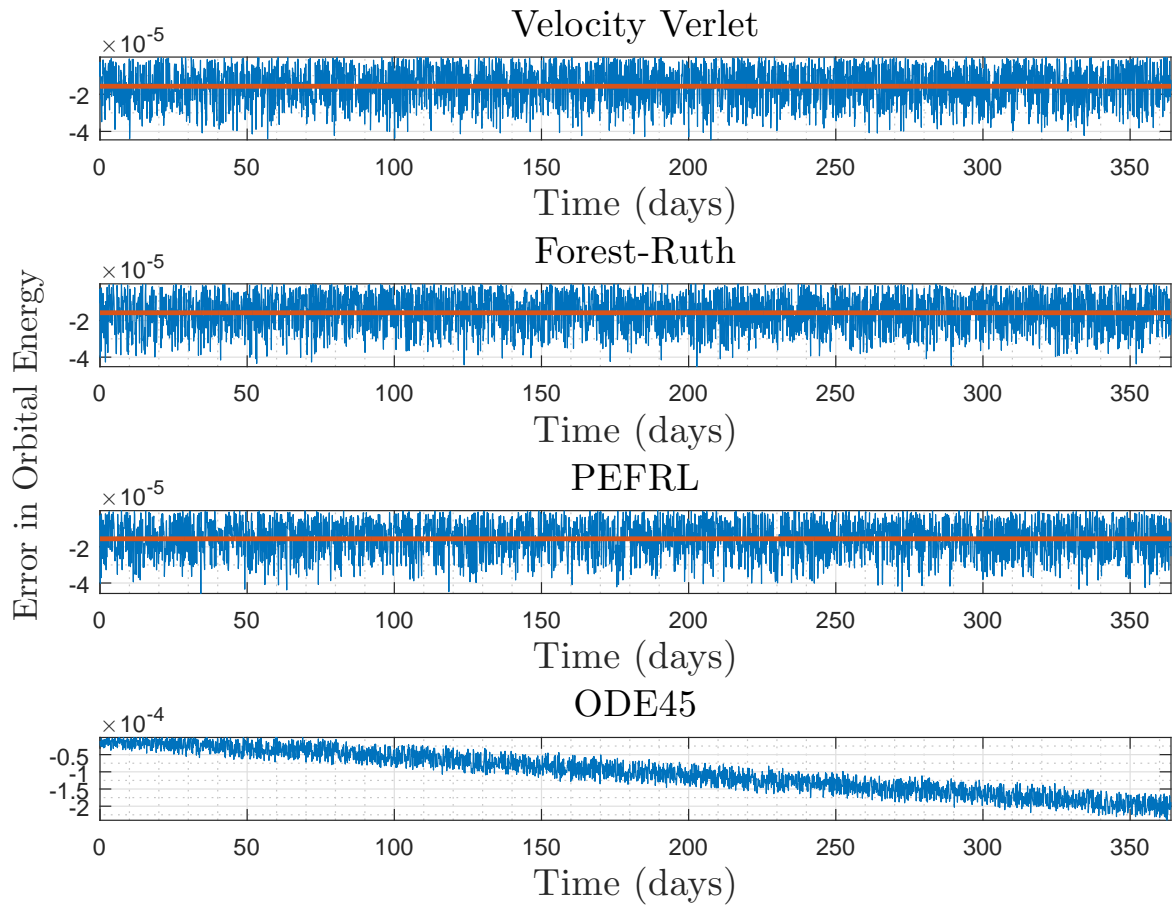 Error in Orbital Energy
Velocity Verlet
×10-5
-2
-4
0 50 100 150 200 250 300 350
Time (days)
Forest-Ruth
×10-5
-2
-4
0 50 100 150 200 250 300 350
Time (days)
PEFRL
×10-5
-2
-4
0 50 100 150 200 250 300 350
Time (days)
ODE45
×10-4
-0.5
-1
-1.5
-2
0 50 100 150 200 250 300 350
Time (days)